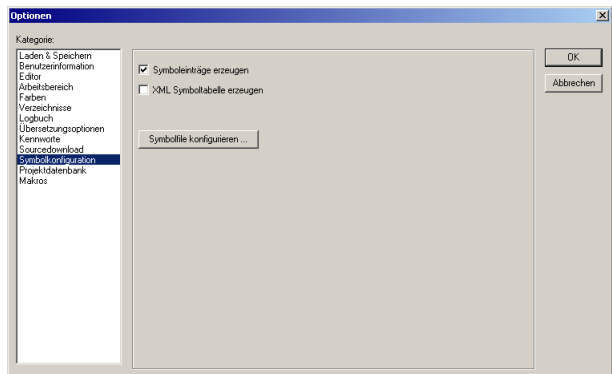 Optionen
Kategorie:
Laden & Speichern
Benutzerinformation
Editor
Arbeitsbereich
Farben
Verzeichnisse
Logbuch
Übersetzungsoptionen
Kennworte
Sourcedownload
Symbolkonfiguration
Projektdatenbank
Makros
Symboleinträge erzeugen
XML Symboltabelle erzeugen
Symbolfile konfigurieren ...
OK
Abbrechen